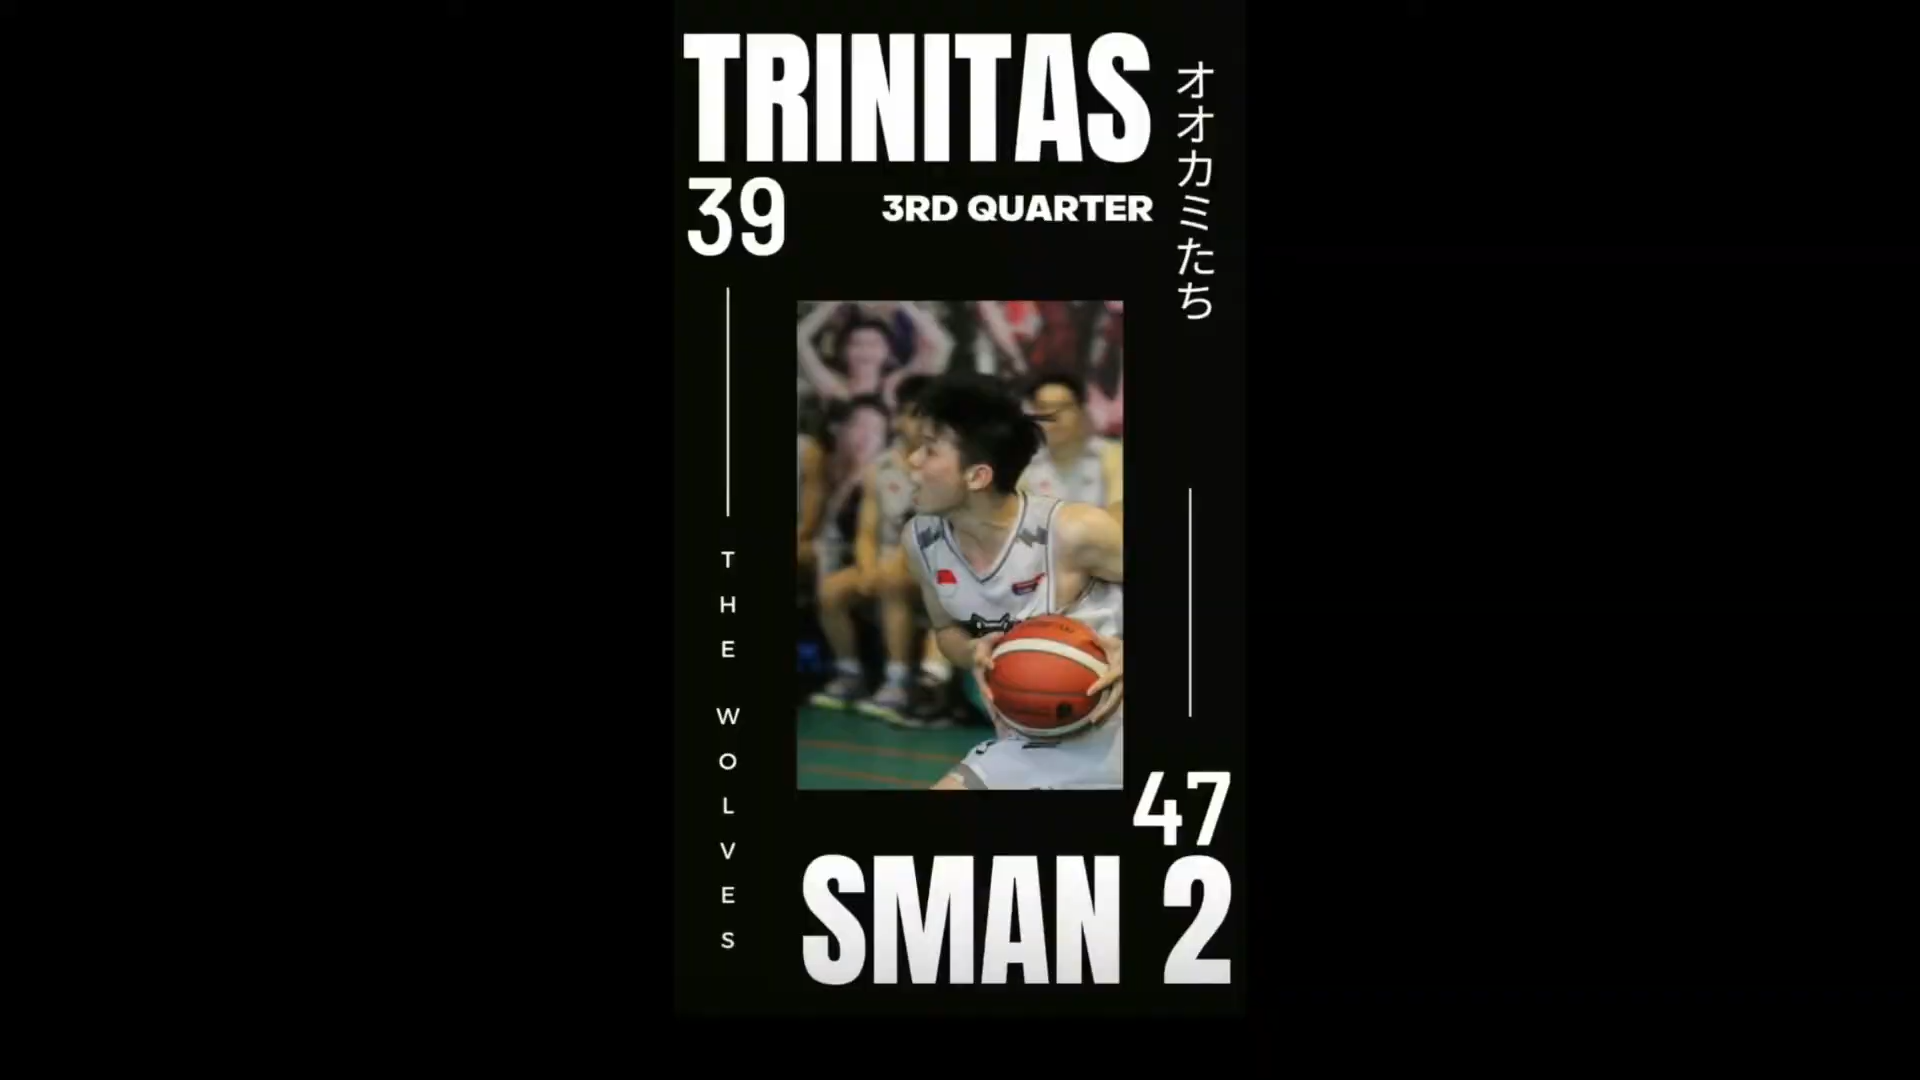 TRINITAS
オオカミたち
39
3RD QUARTER
THE WOLVES
47
SMAN 2